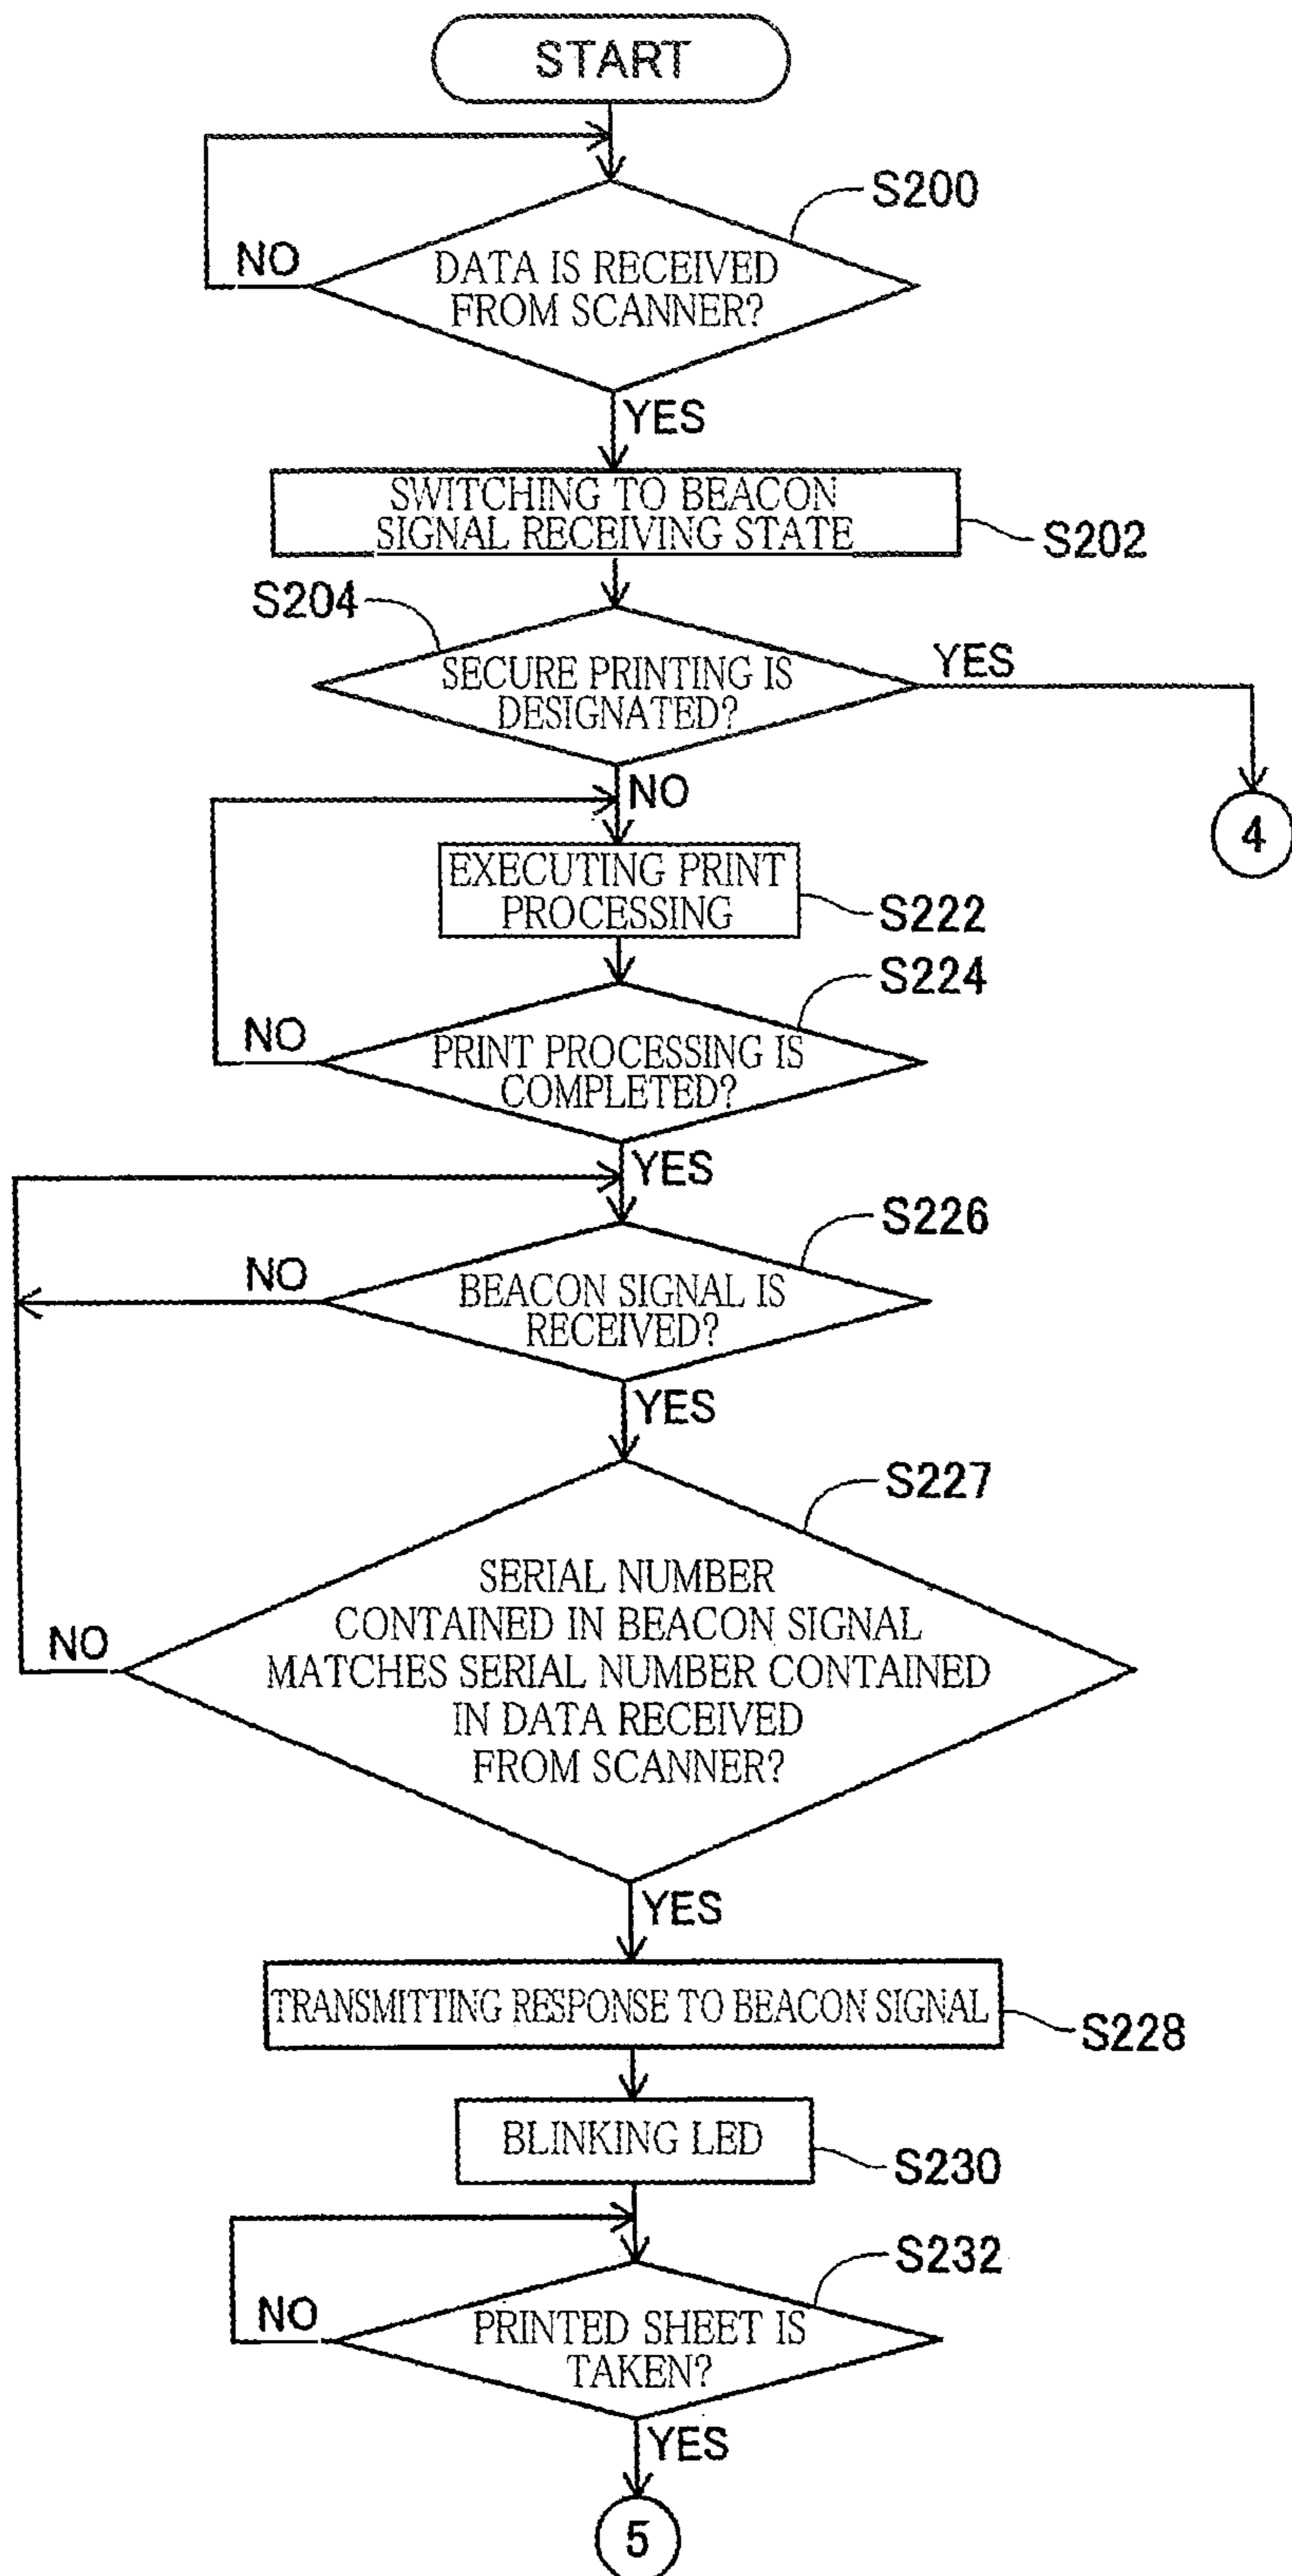 START
S200
NO
DATA IS RECEIVED
FROM SCANNER?
YES
SWITCHING TO BEACON
SIGNAL RECEIVING STATE
S202
S204
YES
SECURE PRINTING IS
DESIGNATED?
NO
4
EXECUTING PRINT
PROCESSING
S222
S224
NO
PRINT PROCESSING IS
COMPLETED?
YES
S226
NO
BEACON SIGNAL IS
RECEIVED?
YES
S227
SERIAL NUMBER
CONTAINED IN BEACON SIGNAL
NO
MATCHES SERIAL NUMBER CONTAINED
IN DATA RECEIVED
FROM SCANNER?
YES
TRANSMITTING RESPONSE TO BEACON SIGNAL
S228
BLINKING LED
S230
S232
NO
PRINTED SHEET IS
TAKEN?
YES
5